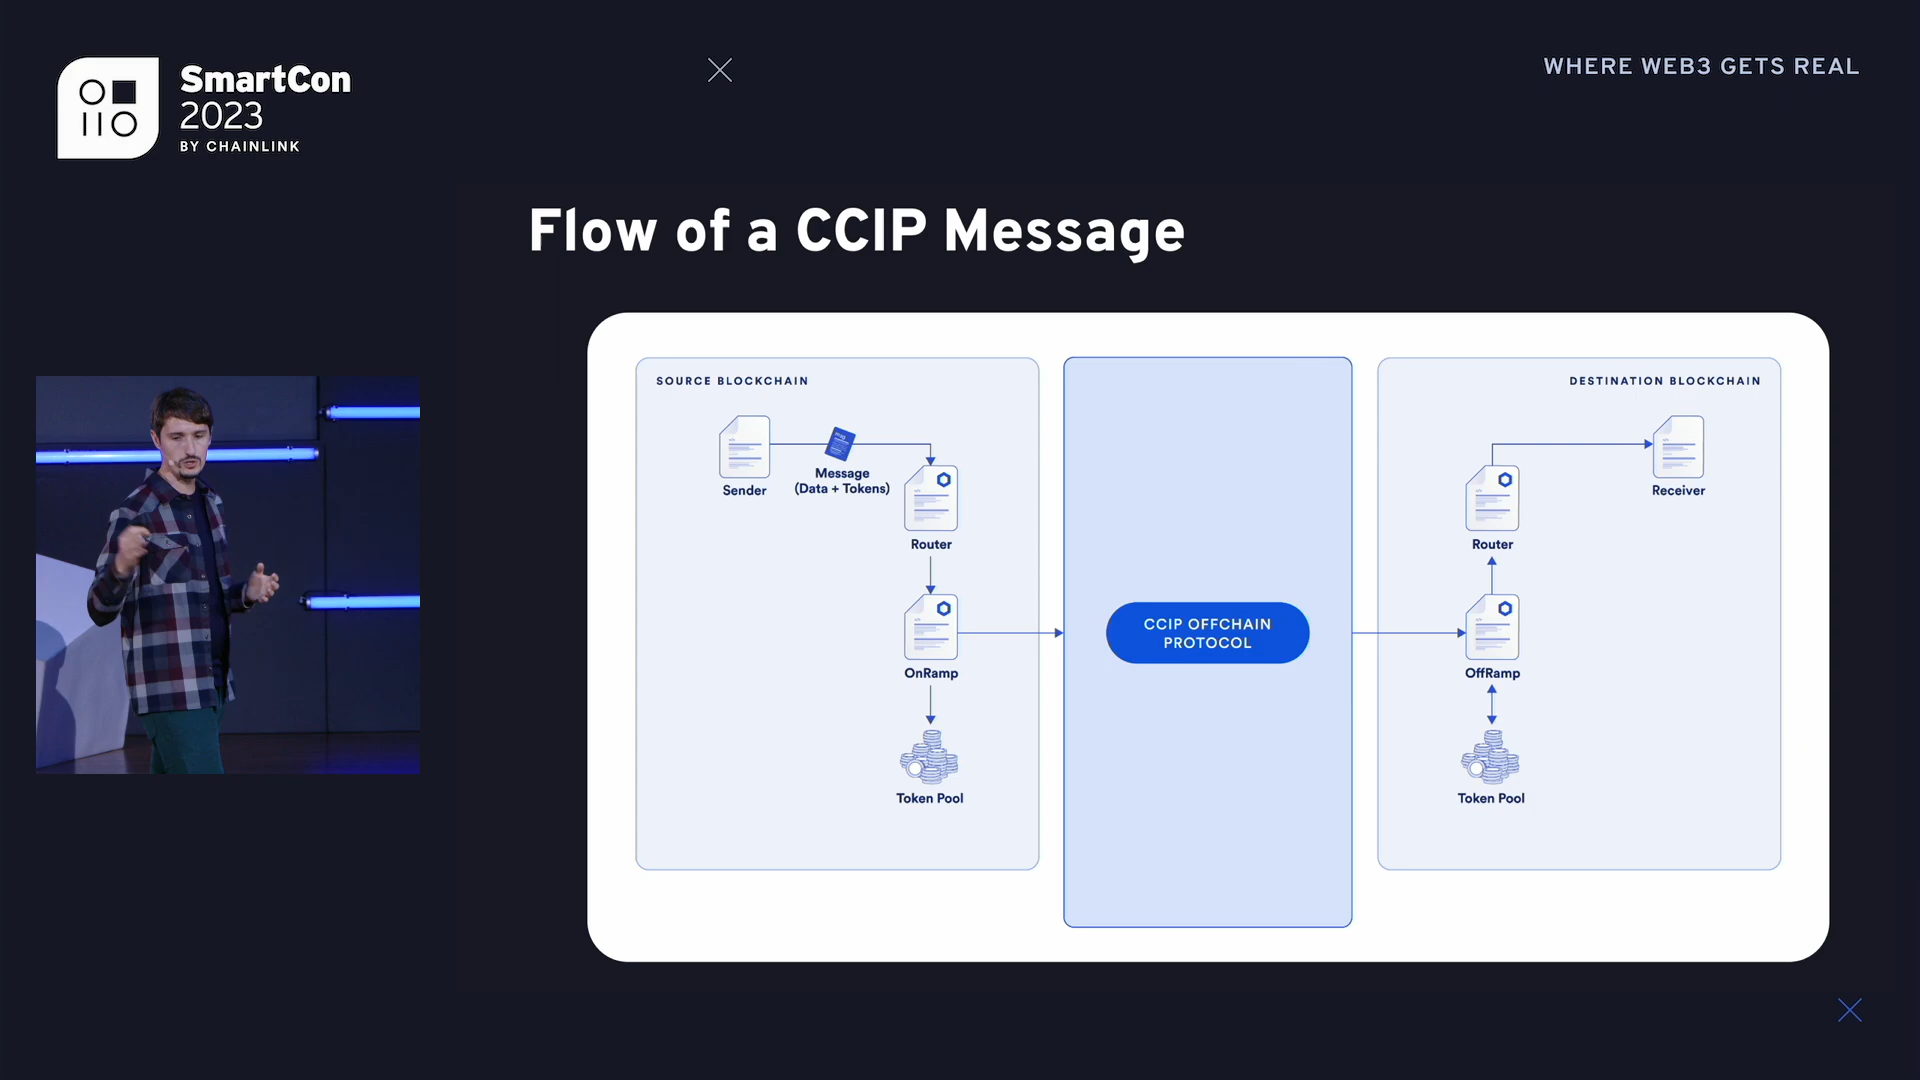 SmartCon
2023
BY CHAINLINK
WHERE WEB3 GETS REAL
Flow of a CCIP Message
SOURCE BLOCKCHAIN
Sender
Message
(Data + Tokens)
Router
OnRamp
Token Pool
CCIP OFFCHAIN
PROTOCOL
DESTINATION BLOCKCHAIN
Receiver
Router
OffRamp
Token Pool